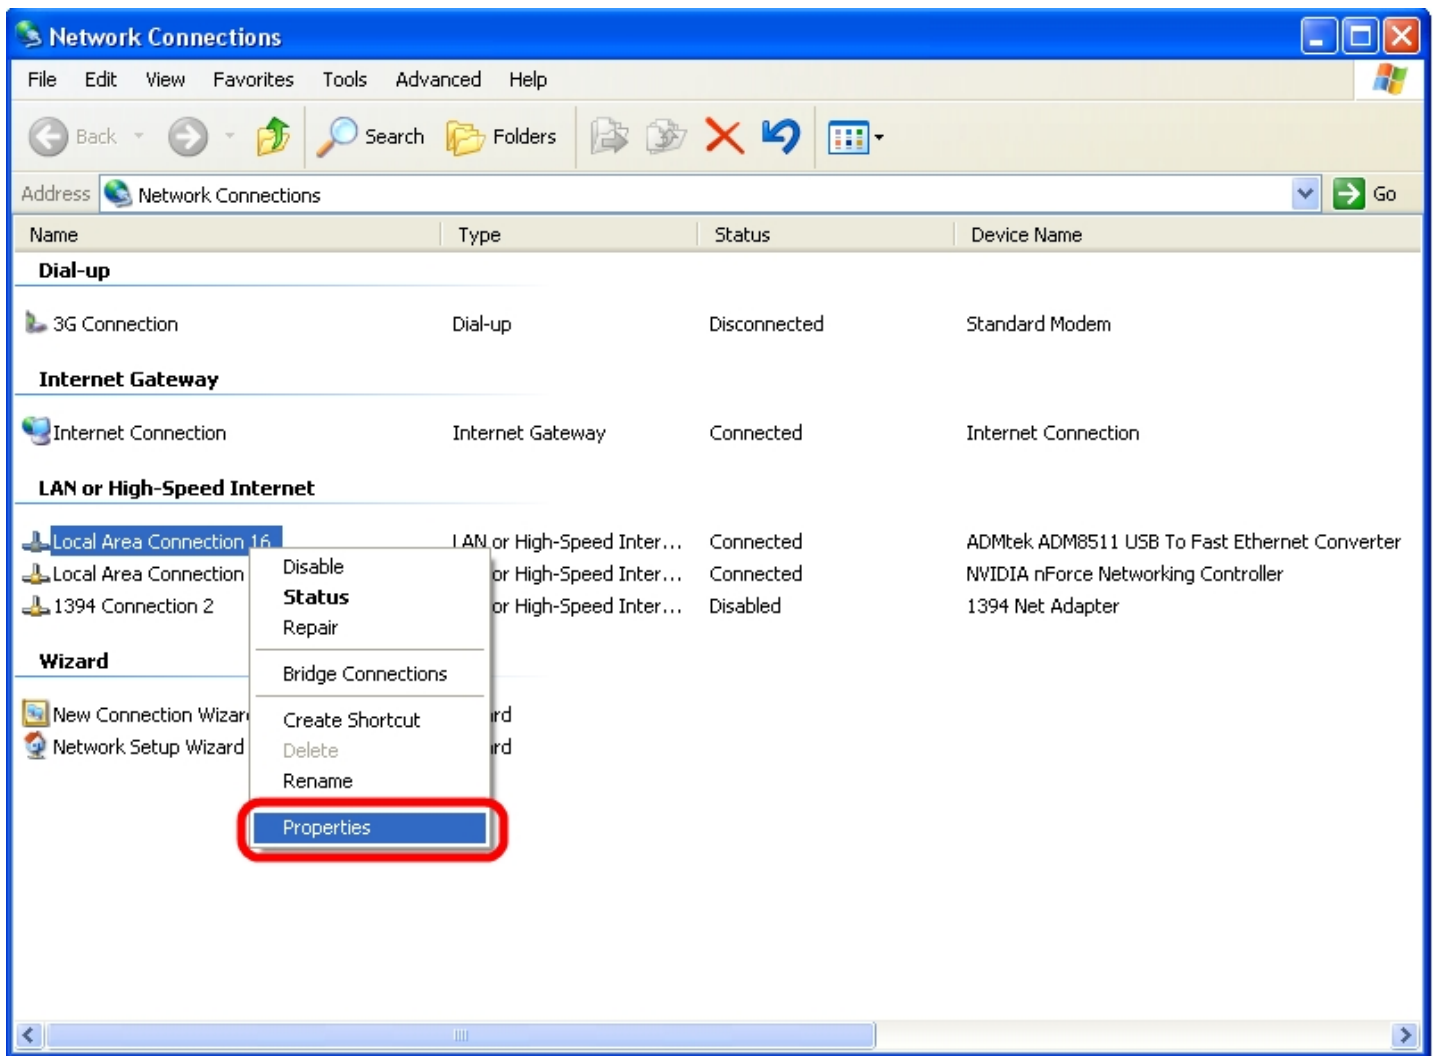 Network Connections
File Edit View Favorites Tools Advanced Help
Back Search Folders
Address Network Connections Go
Name Type Status Device Name
Dial-up
3G Connection Dial-up Disconnected Standard Modem
Internet Gateway
Internet Connection Internet Gateway Connected Internet Connection
LAN or High-Speed Internet
Local Area Connection 16 LAN or High-Speed Inter... Connected ADMtek ADM8511 USB To Fast Ethernet Converter
Local Area Connection or High-Speed Inter... Connected NVIDIA nForce Networking Controller
1394 Connection 2 or High-Speed Inter... Disabled 1394 Net Adapter
Wizard
New Connection
Network Setup Wizard
Disable
Status
Repair
Bridge Connections
Create Shortcut
Delete
Rename
Properties